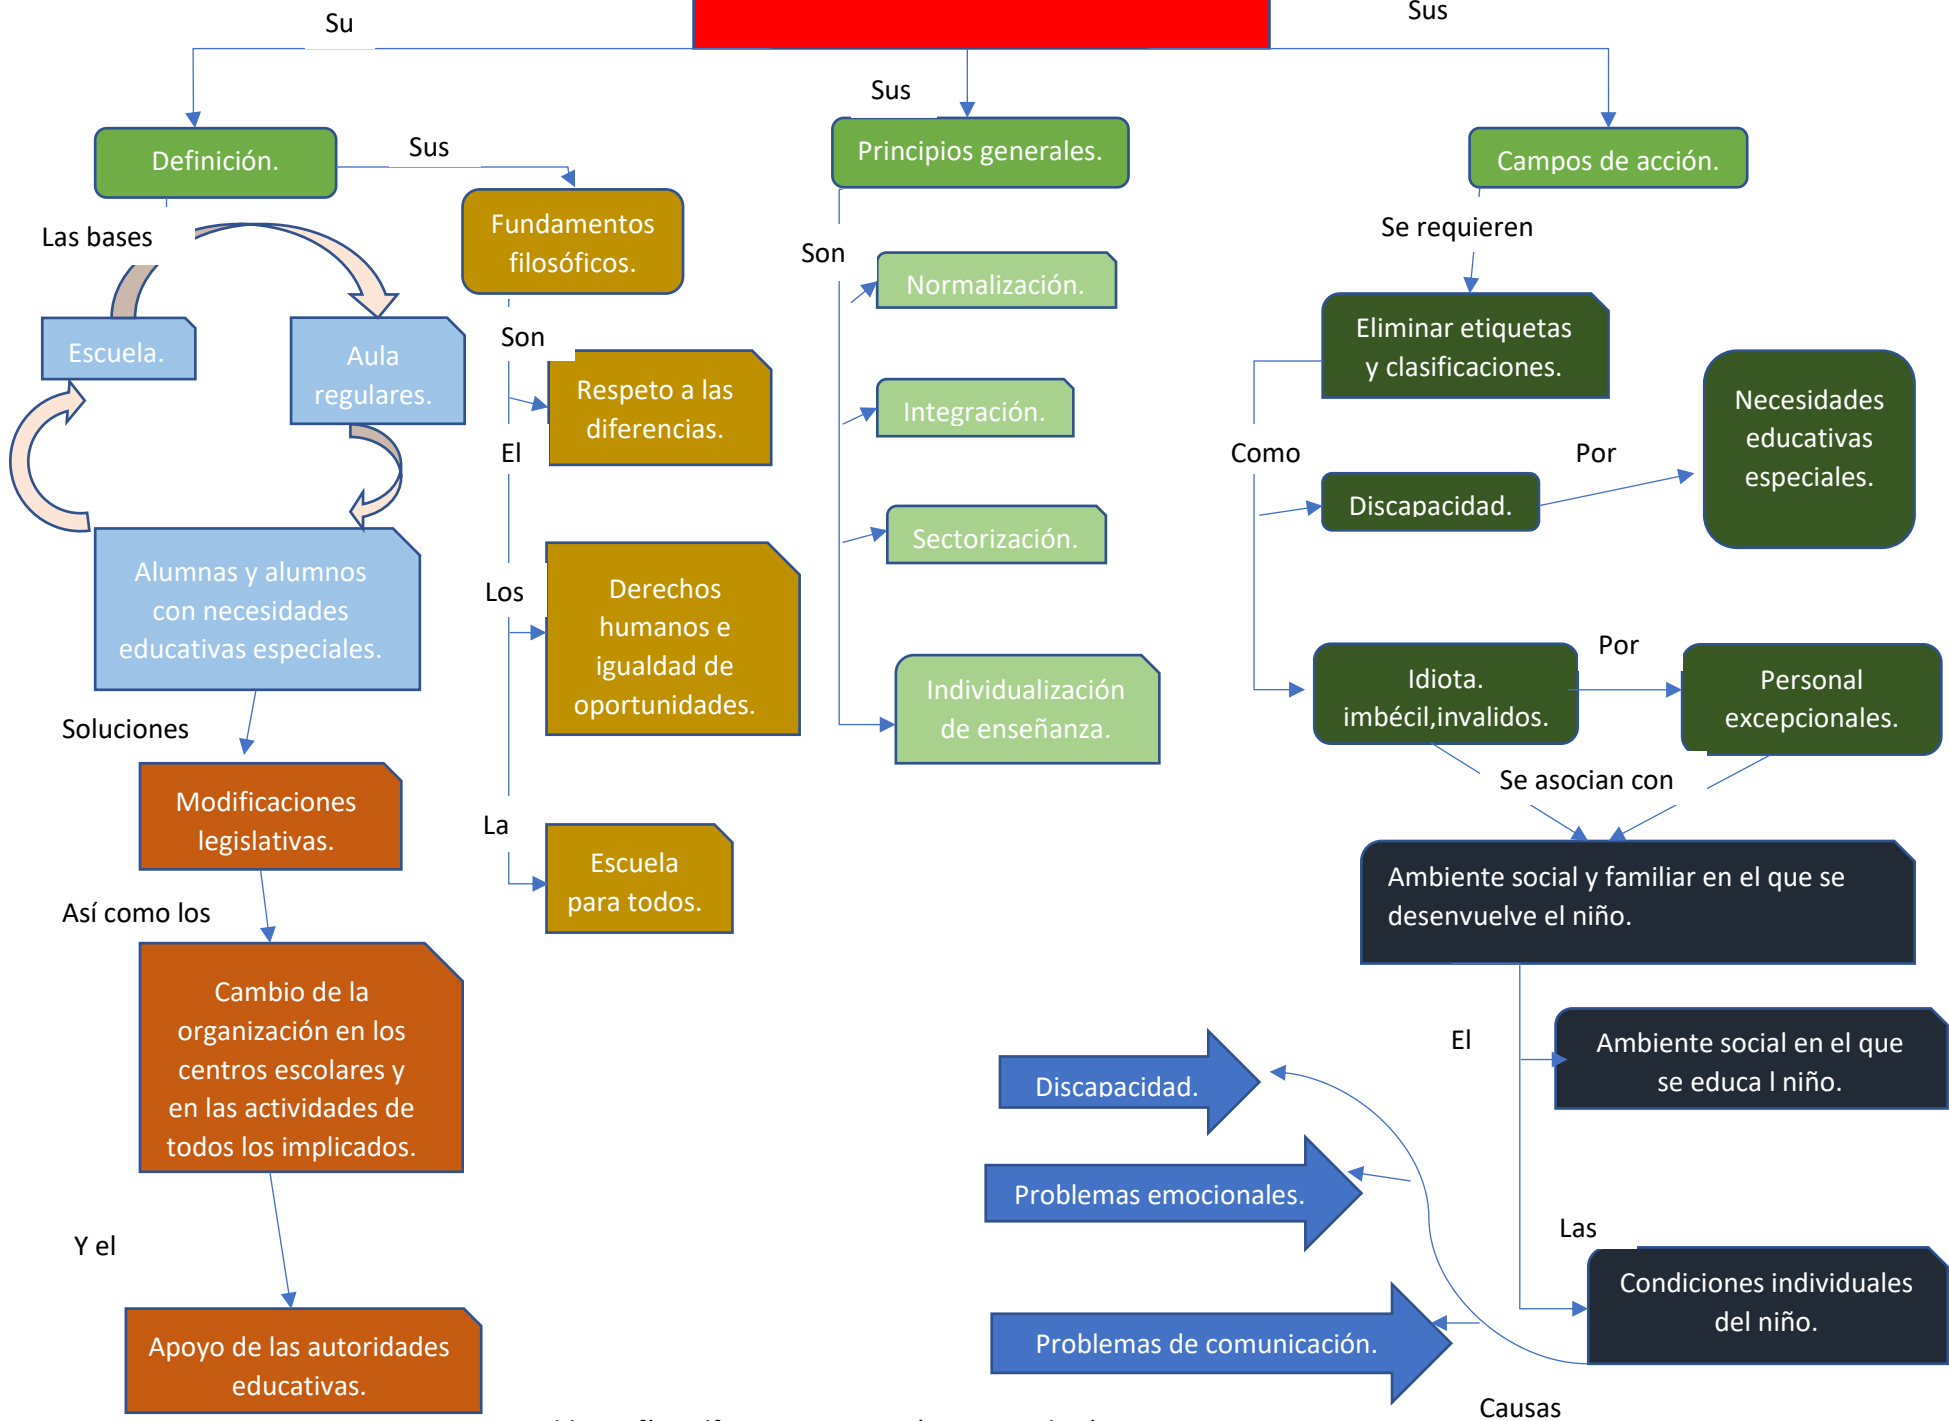 Su
Sus
Sus
Definición.
Sus
Principios generales.
Campos de acción.
Las bases
Fundamentos
filosóficos.
Son
Se requieren
Normalización.
Escuela.
Aula
regulares.
Son
Eliminar etiquetas
y clasificaciones.
Respeto a las
diferencias.
Integración.
Necesidades
educativas
especiales.
El
Como
Por
Discapacidad.
Sectorización.
Alumnas y alumnos
con necesidades
educativas especiales.
Los
Derechos
humanos e
igualdad de
oportunidades.
Individualización
de enseñanza.
Idiota.
imbécil,invalidos.
Por
Personal
excepcionales.
Soluciones
Se asocian con
Modificaciones
legislativas.
La
Escuela
para todos.
Ambiente social y familiar en el que se
desenvuelve el niño.
Así como los
Cambio de la
organización en los
centros escolares y
en las actividades de
todos los implicados.
El
Ambiente social en el que
se educa l niño.
Discapacidad.
Problemas emocionales.
Y el
Las
Condiciones individuales
del niño.
Problemas de comunicación.
Apoyo de las autoridades
educativas.
Causas